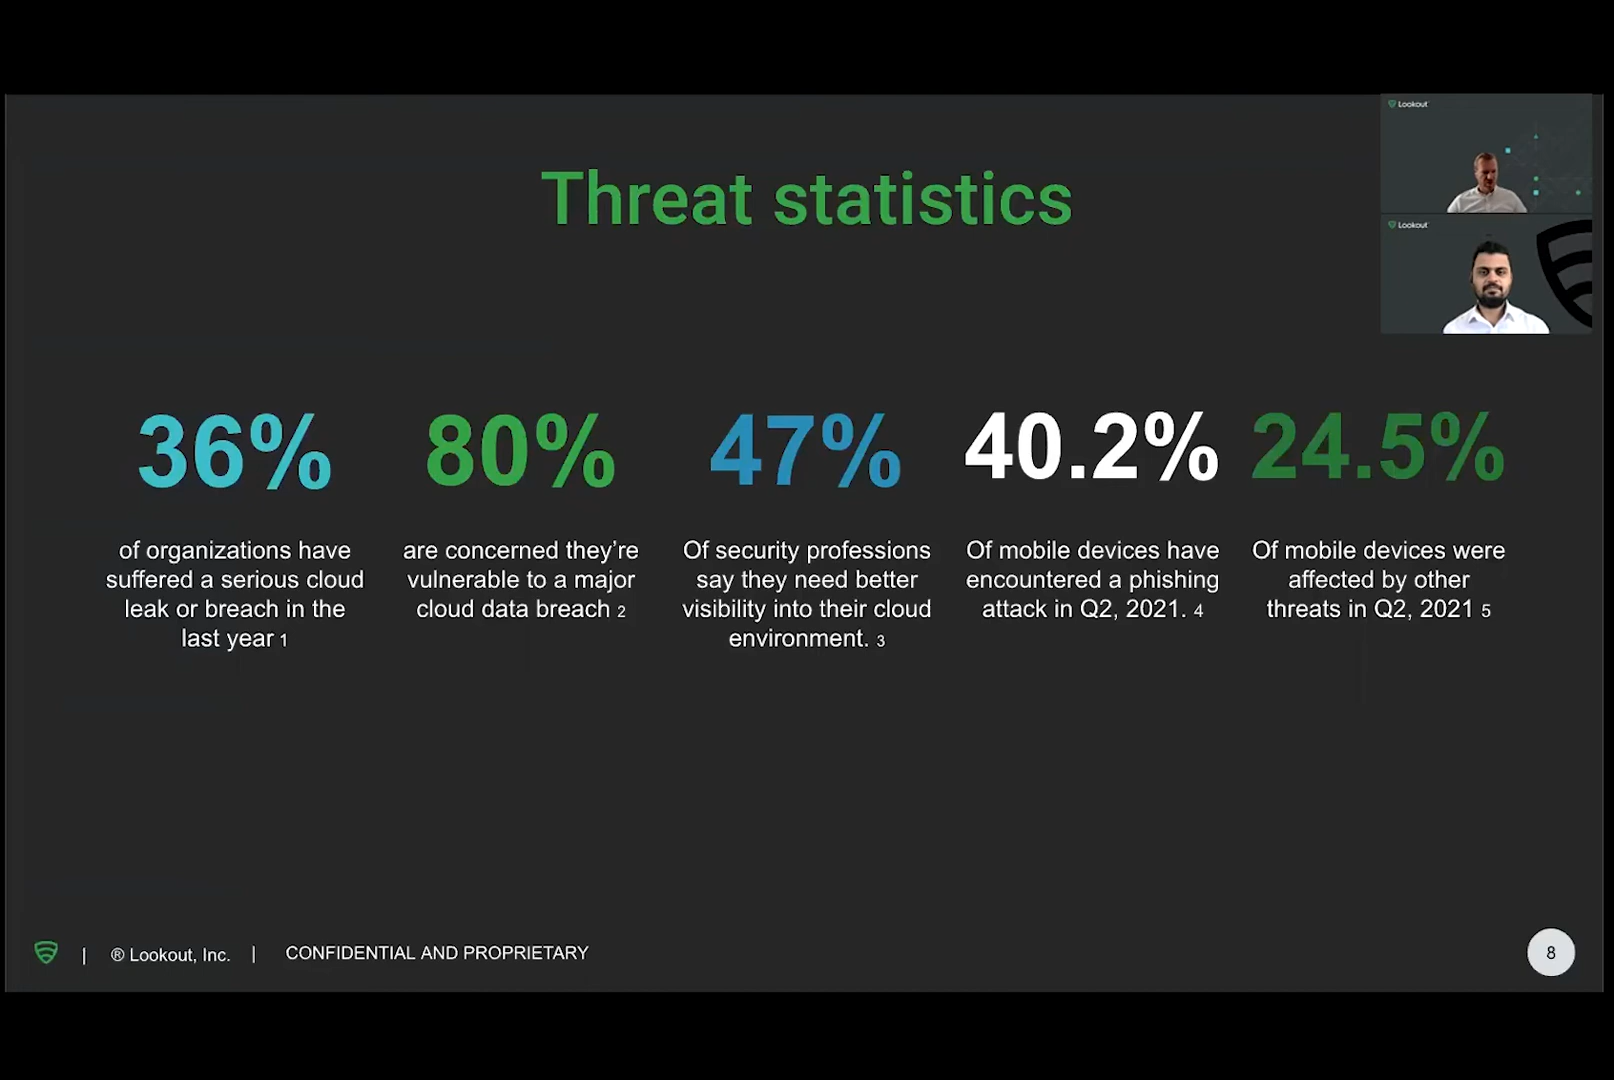 Lookout
Threat statistics
Lookout
36%
of organizations have
suffered a serious cloud
leak or breach in the
last year 1
80%
are concerned they’re
vulnerable to a major
cloud data breach 2
47%
Of security professions
say they need better
visibility into their cloud
environment. 3
40.2%
Of mobile devices have
encountered a phishing
attack in Q2, 2021. 4
24.5%
Of mobile devices were
affected by other
threats in Q2, 2021 5
| ® Lookout, Inc. | CONFIDENTIAL AND PROPRIETARY
8